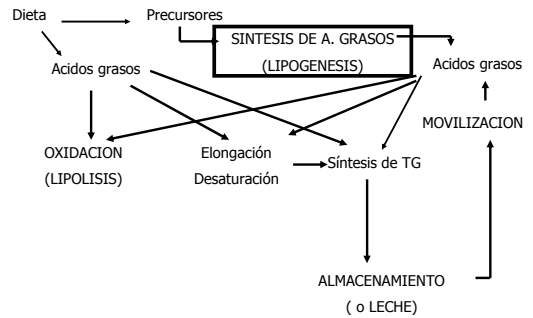 Dieta
Precursores
SINTESIS DE A. GRASOS
(LIPOGENESIS)
Acidos grasos
Acidos grasos
MOVILIZACION
OXIDACION
(LIPOLISIS)
Elongación
Desaturación
Síntesis de TG
ALMACENAMIENTO
( o LECHE)